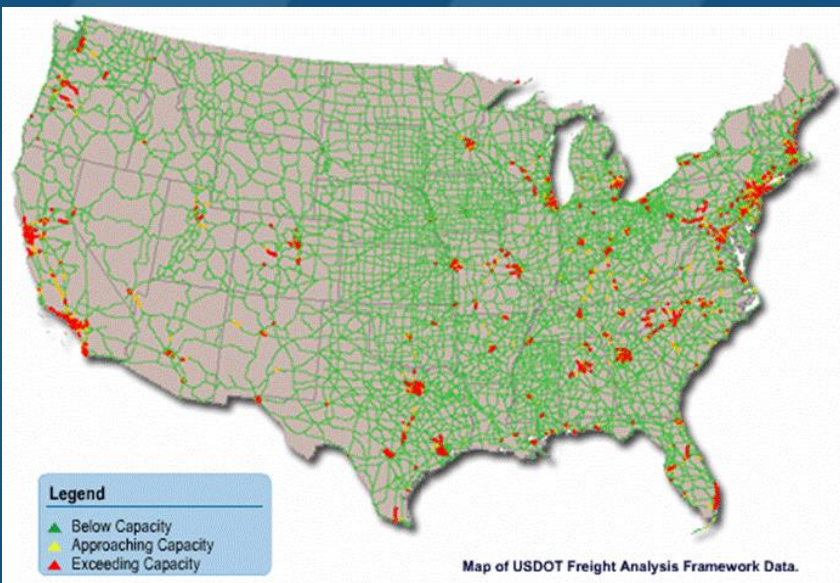 Legend
Below Capacity
Approaching Capacity
Exceeding Capacity
Map of USDOT Freight Analysis Framework Data.